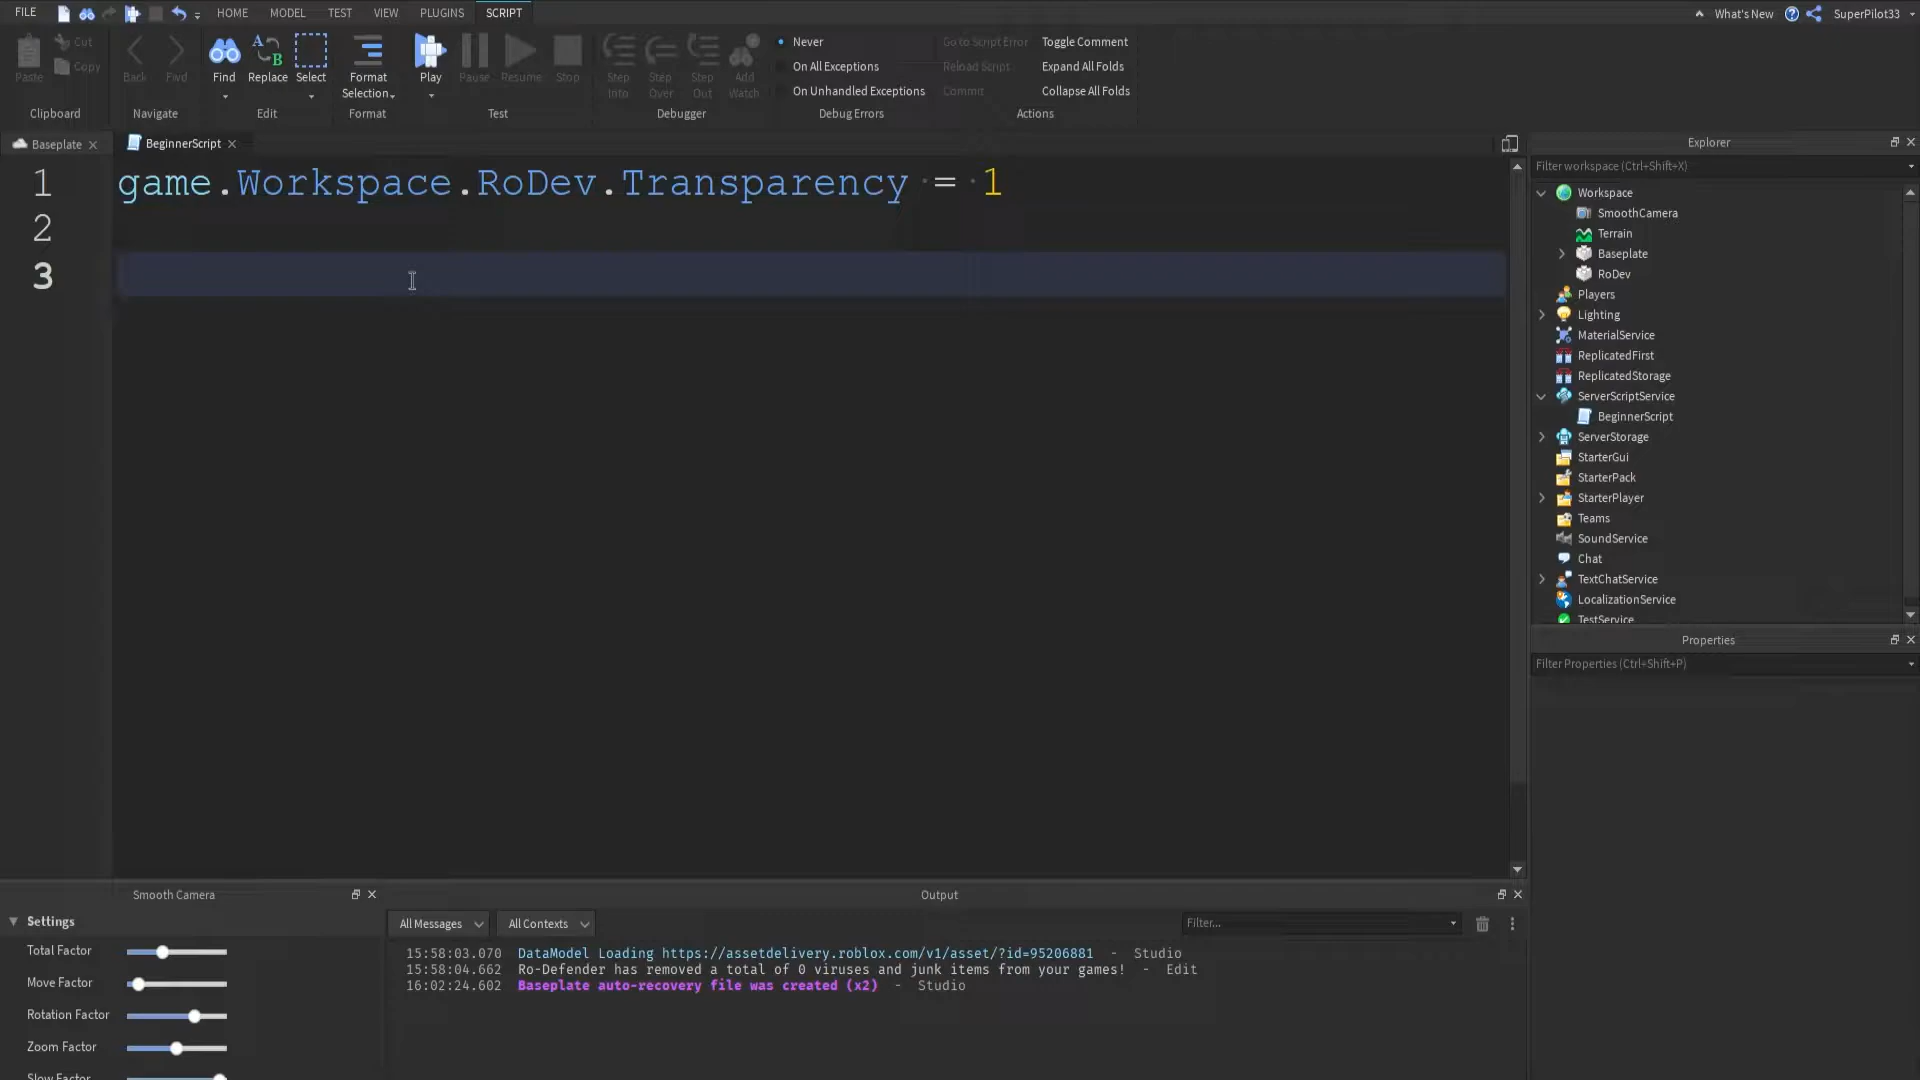 FILE HOME MODEL TEST VIEW PLUGINS SCRIPT What's New SuperPilot33
Paste Cut Copy
Clipboard
Back Find
Navigate
Find Replace Select
Edit
Format Selection
Format
Play Pause Resume Stop
Test
Step Into Step Over Step Out Add Watch
Debugger
Never
On All Exceptions
On Unhandled Exceptions
Debug Errors
Go to Script Error Toggle Comment
Reload Script Expand All Folds
Commit Collapse All Folds
Actions
Baseplate BeginnerScript
1 game.Workspace.RoDev.Transparency = 1
2
3
Explorer
Filter workspace (Ctrl+Shift+X)
Workspace
SmoothCamera
Terrain
Baseplate
RoDev
Players
Lighting
MaterialService
ReplicatedFirst
ReplicatedStorage
ServerScriptService
BeginnerScript
ServerStorage
StarterGui
StarterPack
StarterPlayer
Teams
SoundService
Chat
TextChatService
LocalizationService
TestService
Properties
Filter Properties (Ctrl+Shift+P)
Smooth Camera
Settings
Total Factor
Move Factor
Rotation Factor
Zoom Factor
Slow Factor
Output
All Messages All Contexts Filter...
15:58:03.070 DataModel Loading https://assetdelivery.roblox.com/v1/asset/?id=95206881 - Studio
15:58:04.662 Ro-Defender has removed a total of 0 viruses and junk items from your games! - Edit
16:02:24.602 Baseplate auto-recovery file was created (x2) - Studio